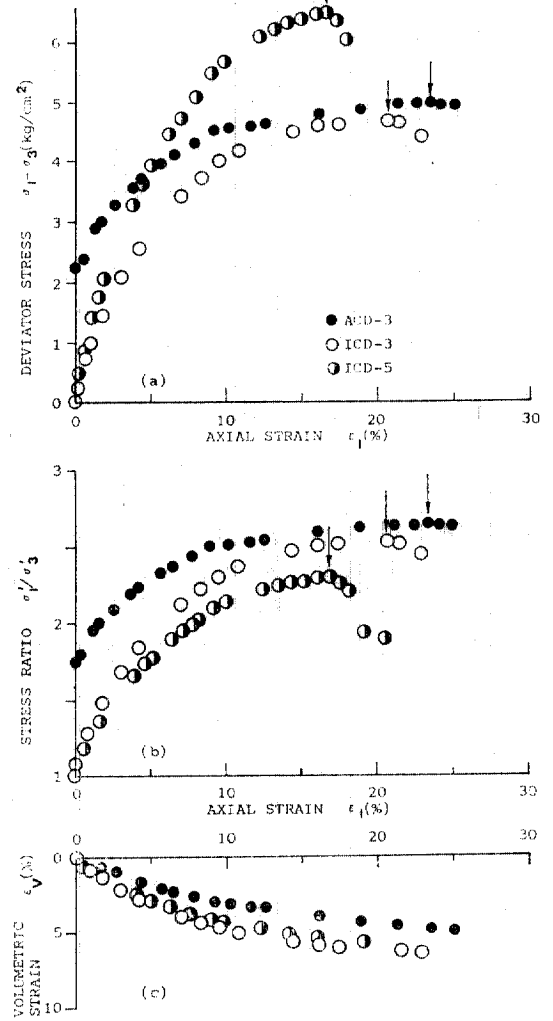 6
5
4
3
2
1
0
DEVIATOR STRESS σ₁-σ₃(kg/cm²)
ACD-3
ICD-3
ICD-5
(a)
0 10 20 30
AXIAL STRAIN ε₁(%)
3
2
1
STRESS RATIO σ₁'/σ₃'
(b)
0 10 20 30
AXIAL STRAIN ε₁(%)
0 10 20 30
0
5
10
VOLUMETRIC STRAIN εᵥ(%)
(c)